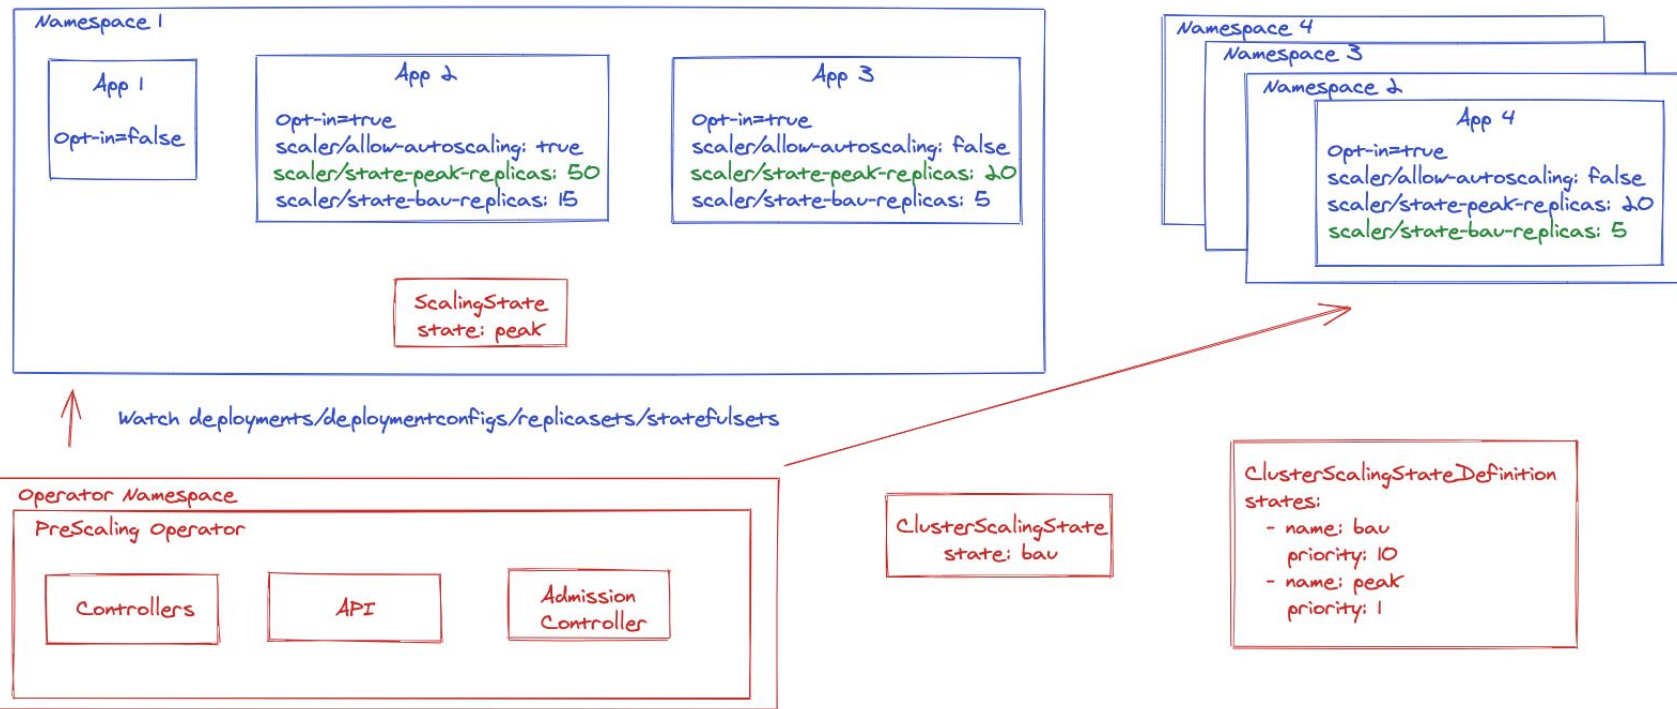 Namespace 1
App 1
Opt-in=false
App 2
Opt-in=true
scaler/allow-autoscaling: true
scaler/state-peak-replicas: 50
scaler/state-bau-replicas: 15
App 3
Opt-in=true
scaler/allow-autoscaling: false
scaler/state-peak-replicas: 20
scaler/state-bau-replicas: 5
ScalingState
state: peak
Namespace 4
Namespace 3
Namespace 2
App 4
Opt-in=true
scaler/allow-autoscaling: false
scaler/state-peak-replicas: 20
scaler/state-bau-replicas: 5
Watch deployments/deploymentconfigs/replicasets/statefulsets
Operator Namespace
PreScaling Operator
Controllers
API
Admission
Controller
ClusterScalingState
state: bau
ClusterScalingStateDefinition
states:
- name: bau
priority: 10
- name: peak
priority: 1